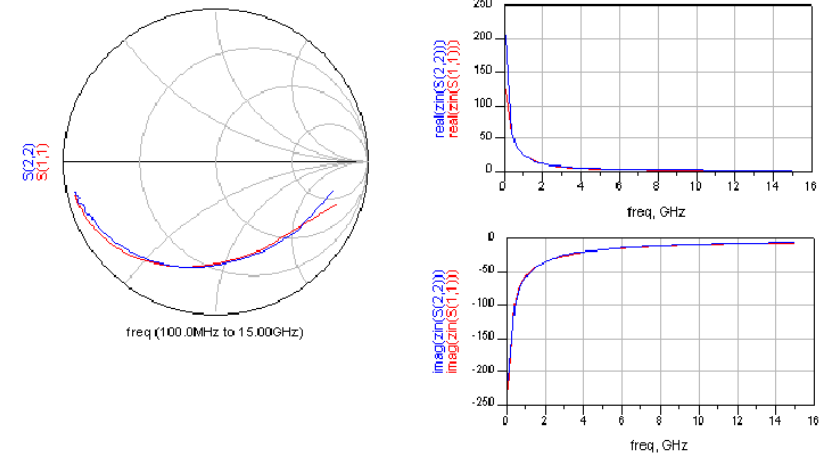 S(2,2)
S(1,1)
freq (100.0MHz to 15.00GHz)
real(zin(S(2,2)))
real(zin(S(1,1)))
250
200
150
100
50
0
0 2 4 6 8 10 12 14 16
freq, GHz
imag(zin(S(2,2)))
imag(zin(S(1,1)))
0
-50
-100
-150
-200
-250
0 2 4 6 8 10 12 14 16
freq, GHz